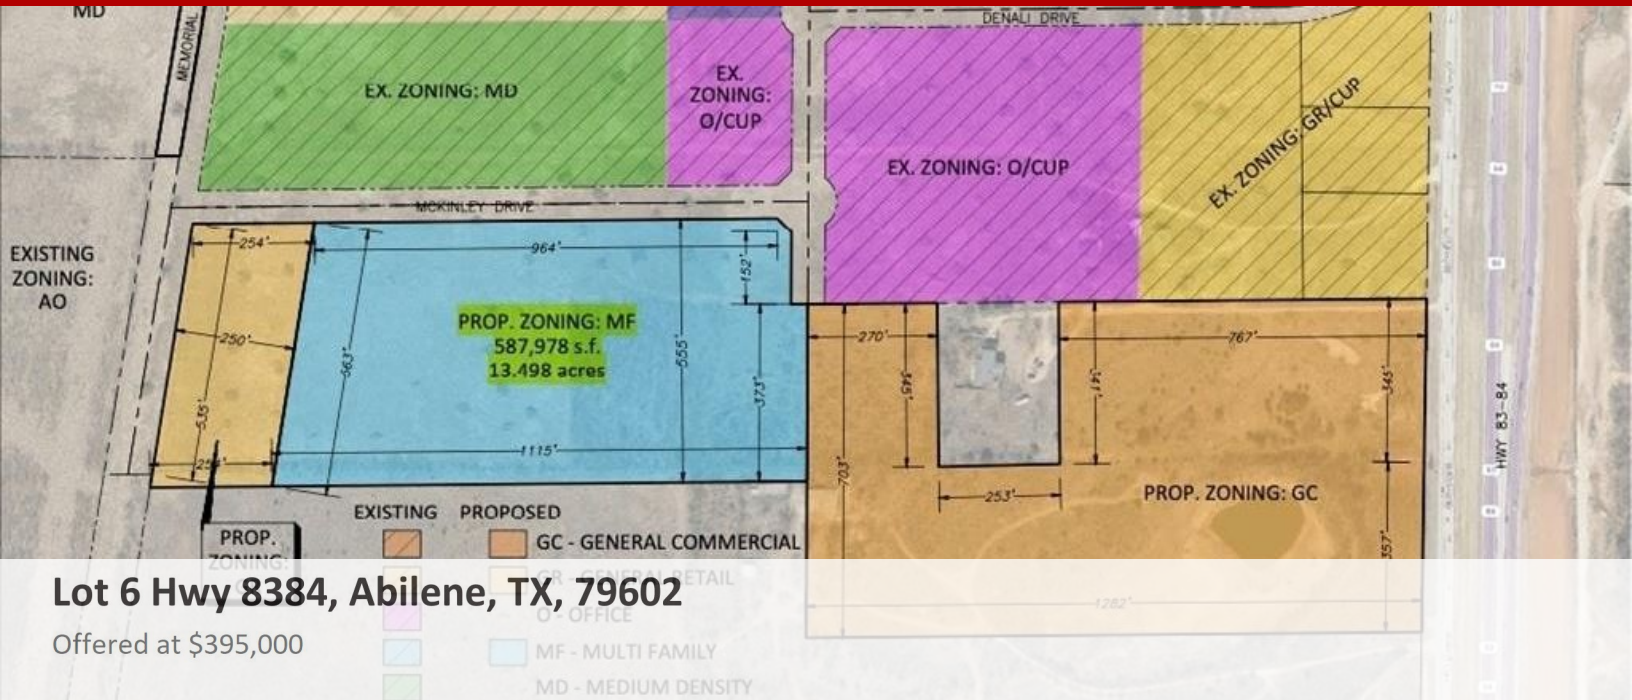 MD
MEMORIAL
DENALI DRIVE
EX. ZONING: MD
EX.
ZONING:
O/CUP
EX. ZONING: O/CUP
EX. ZONING: GR/CUP
MCKINLEY DRIVE
EXISTING
ZONING:
AO
254'
964'
152'
250'
563'
PROP. ZONING: MF
587,978 s.f.
13.498 acres
555'
373'
535'
1115'
270'
345'
767'
341'
345'
703'
253'
PROP. ZONING: GC
357'
1282'
HWY 83-84
PROP.
ZONING:
EXISTING PROPOSED
GC - GENERAL COMMERCIAL
GR - GENERAL RETAIL
O - OFFICE
MF - MULTI FAMILY
MD - MEDIUM DENSITY
Lot 6 Hwy 8384, Abilene, TX, 79602
Offered at $395,000